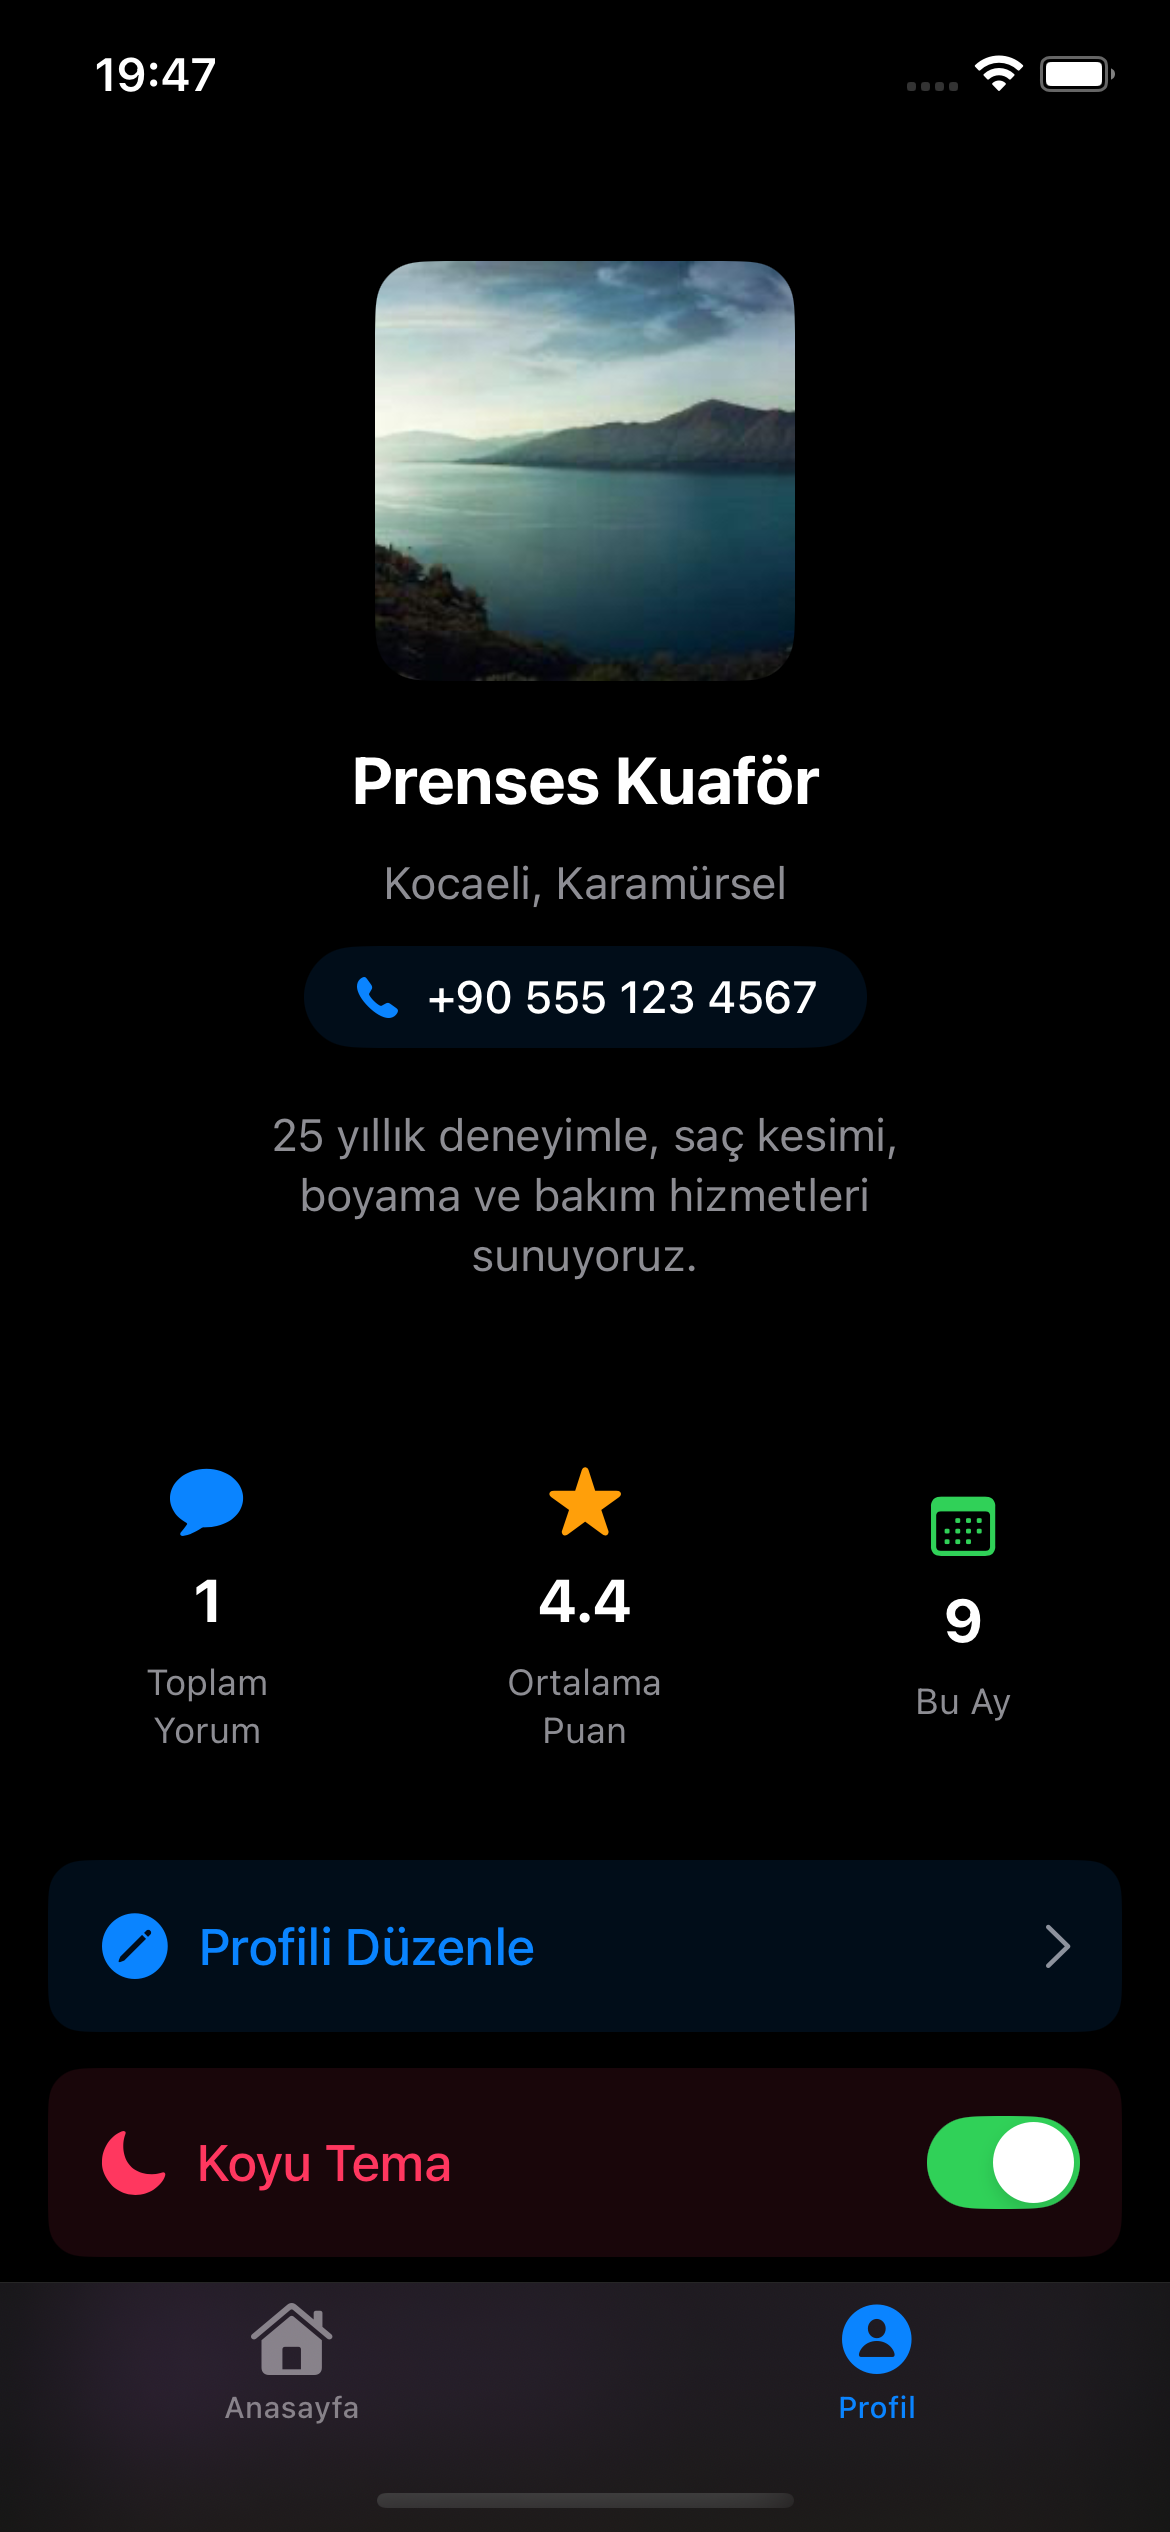 19:47
Prenses Kuaför
Kocaeli, Karamürsel
+90 555 123 4567
25 yıllık deneyimle, saç kesimi,
boyama ve bakım hizmetleri
sunuyoruz.
1
Toplam
Yorum
4.4
Ortalama
Puan
9
Bu Ay
Profili Düzenle
Koyu Tema
Anasayfa
Profil